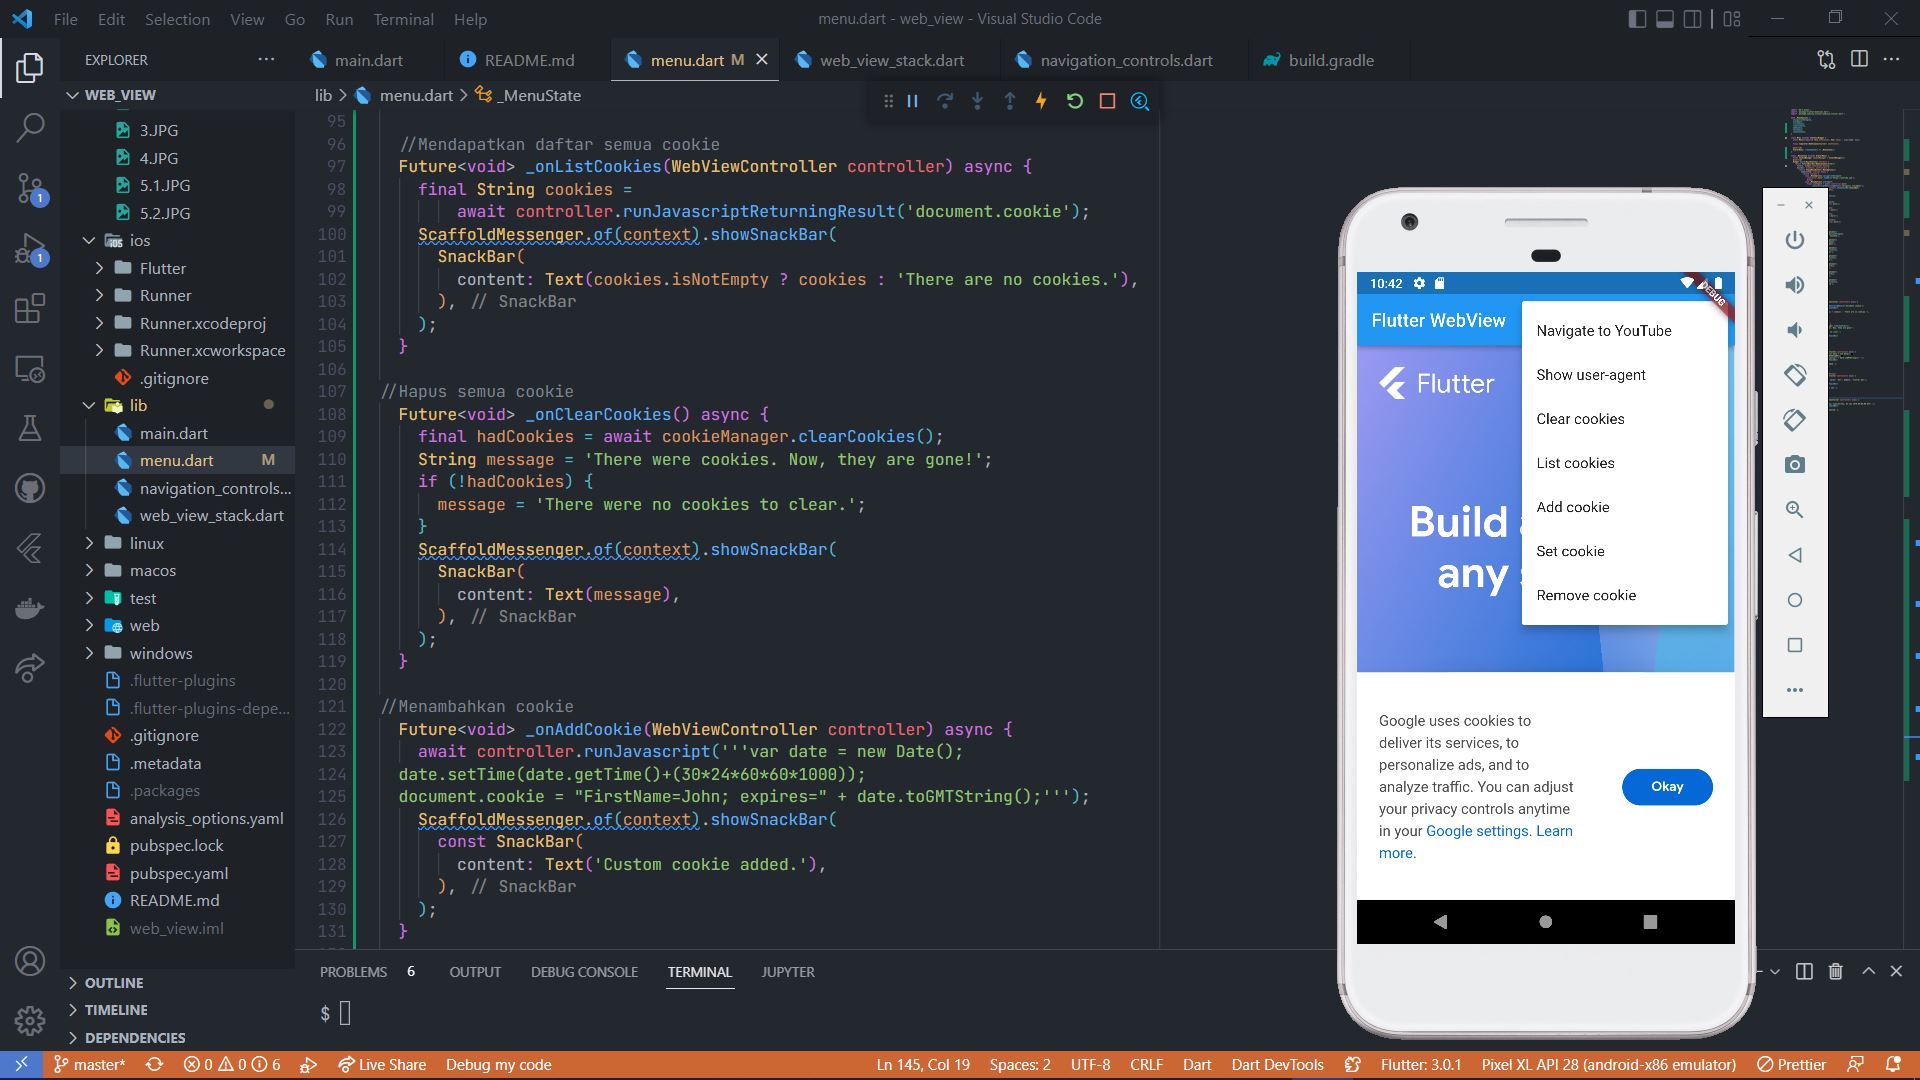 File Edit Selection View Go Run Terminal Help
menu.dart - web_view - Visual Studio Code
EXPLORER
main.dart
README.md
menu.dart M
web_view_stack.dart
navigation_controls.dart
build.gradle
WEB_VIEW
lib > menu.dart > _MenuState
3.JPG
4.JPG
5.1.JPG
5.2.JPG
ios
Flutter
Runner
Runner.xcodeproj
Runner.xcworkspace
.gitignore
lib
main.dart
menu.dart M
navigation_controls...
web_view_stack.dart
linux
macos
test
web
windows
.flutter-plugins
.flutter-plugins-depe...
.gitignore
.metadata
.packages
analysis_options.yaml
pubspec.lock
pubspec.yaml
README.md
web_view.iml
OUTLINE
TIMELINE
DEPENDENCIES
1
1
95
96 //Mendapatkan daftar semua cookie
97 Future<void> _onListCookies(WebViewController controller) async {
98 final String cookies =
99 await controller.runJavascriptReturningResult('document.cookie');
100 ScaffoldMessenger.of(context).showSnackBar(
101 SnackBar(
102 content: Text(cookies.isNotEmpty ? cookies : 'There are no cookies.'),
103 ), // SnackBar
104 );
105 }
106
107 //Hapus semua cookie
108 Future<void> _onClearCookies() async {
109 final hadCookies = await cookieManager.clearCookies();
110 String message = 'There were cookies. Now, they are gone!';
111 if (!hadCookies) {
112 message = 'There were no cookies to clear.';
113 }
114 ScaffoldMessenger.of(context).showSnackBar(
115 SnackBar(
116 content: Text(message),
117 ), // SnackBar
118 );
119 }
120
121 //Menambahkan cookie
122 Future<void> _onAddCookie(WebViewController controller) async {
123 await controller.runJavascript('''var date = new Date();
124 date.setTime(date.getTime()+(30*24*60*60*1000));
125 document.cookie = "FirstName=John; expires=" + date.toGMTString();''');
126 ScaffoldMessenger.of(context).showSnackBar(
127 const SnackBar(
128 content: Text('Custom cookie added.'),
129 ), // SnackBar
130 );
131 }
10:42
DEBUG
Flutter WebView
Navigate to YouTube
Show user-agent
Clear cookies
List cookies
Add cookie
Set cookie
Remove cookie
Flutter
Build
any
Google uses cookies to
deliver its services, to
personalize ads, and to
analyze traffic. You can adjust
your privacy controls anytime
in your Google settings. Learn
more.
Okay
PROBLEMS 6 OUTPUT DEBUG CONSOLE TERMINAL JUPYTER
$
master* 0 0 6 Live Share Debug my code
Ln 145, Col 19 Spaces: 2 UTF-8 CRLF Dart Dart DevTools Flutter: 3.0.1 Pixel XL API 28 (android-x86 emulator) Prettier